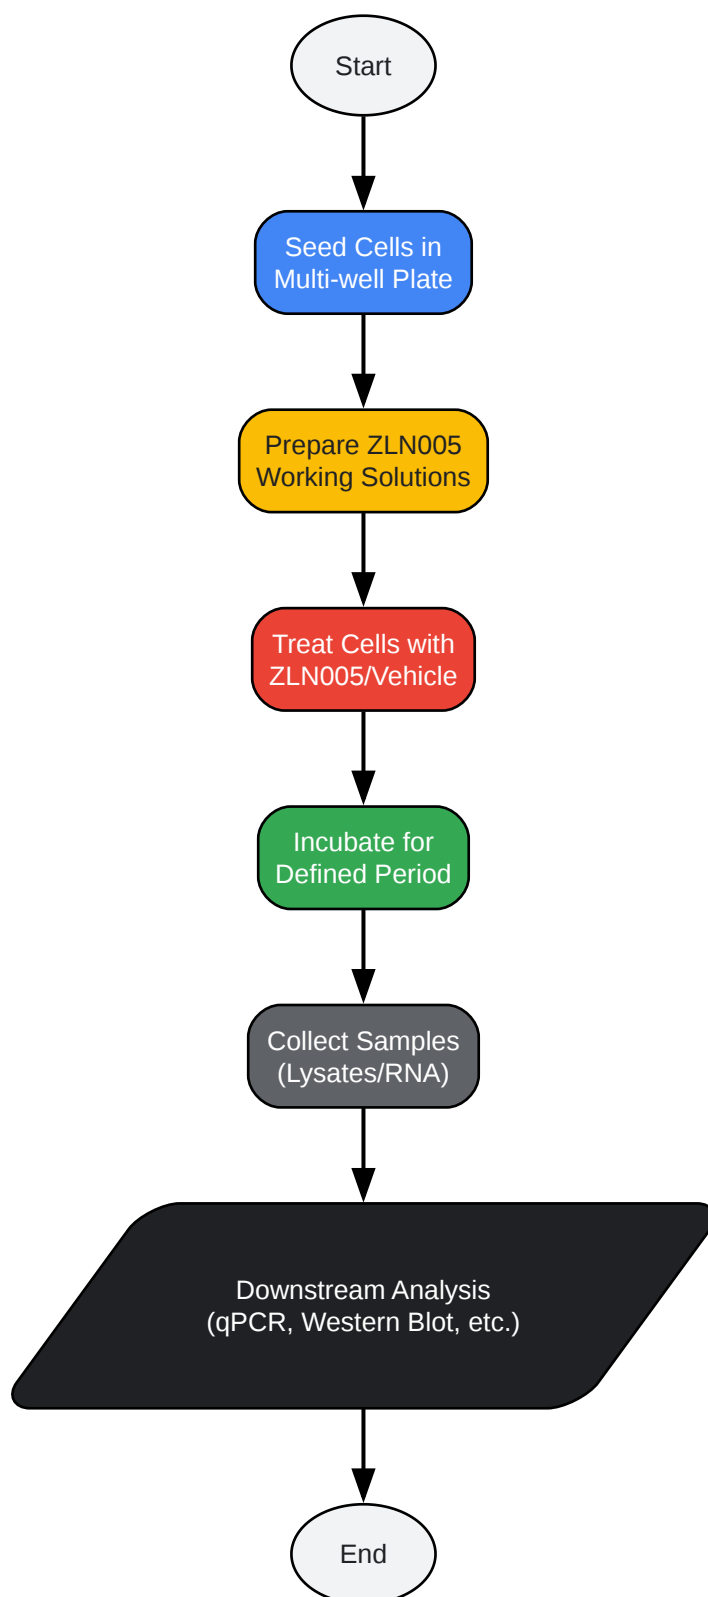 Start
Seed Cells in
Multi-well Plate
Prepare ZLN005
Working Solutions
Treat Cells with
ZLN005/Vehicle
Incubate for
Defined Period
Collect Samples
(Lysates/RNA)
Downstream Analysis
(qPCR, Western Blot, etc.)
End